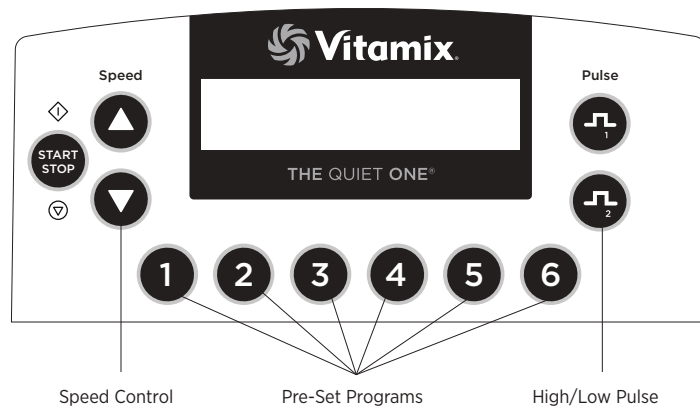 Vitamix.
Speed
Pulse
START
STOP
1
THE QUIET ONE®
2
1 2 3 4 5 6
Speed Control Pre-Set Programs High/Low Pulse